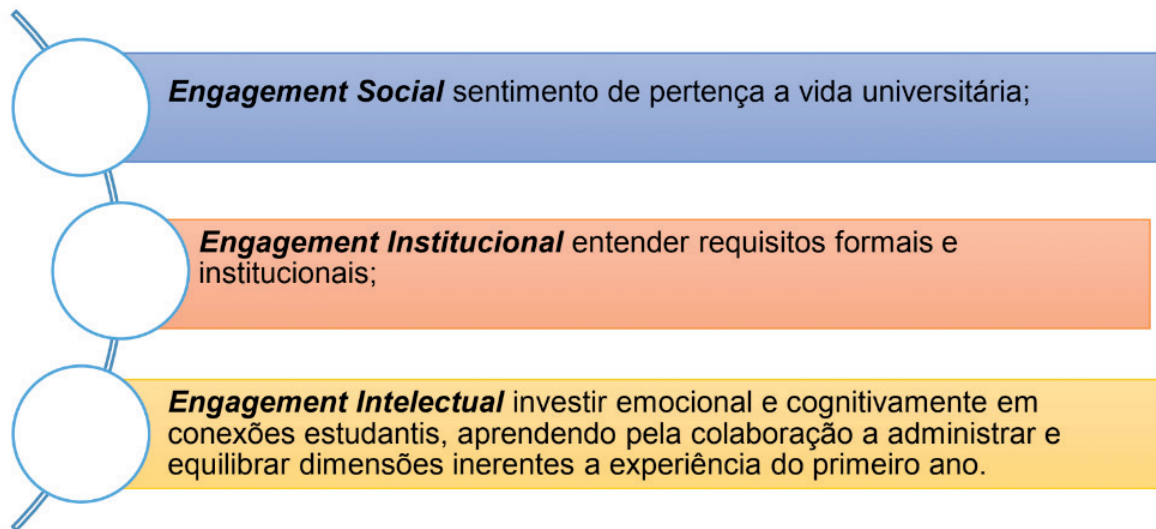 Engagement Social sentimento de pertença a vida universitária;
Engagement Institucional entender requisitos formais e
institucionais;
Engagement Intelectual investir emocional e cognitivamente em
conexões estudantis, aprendendo pela colaboração a administrar e
equilibrar dimensões inerentes a experiência do primeiro ano.